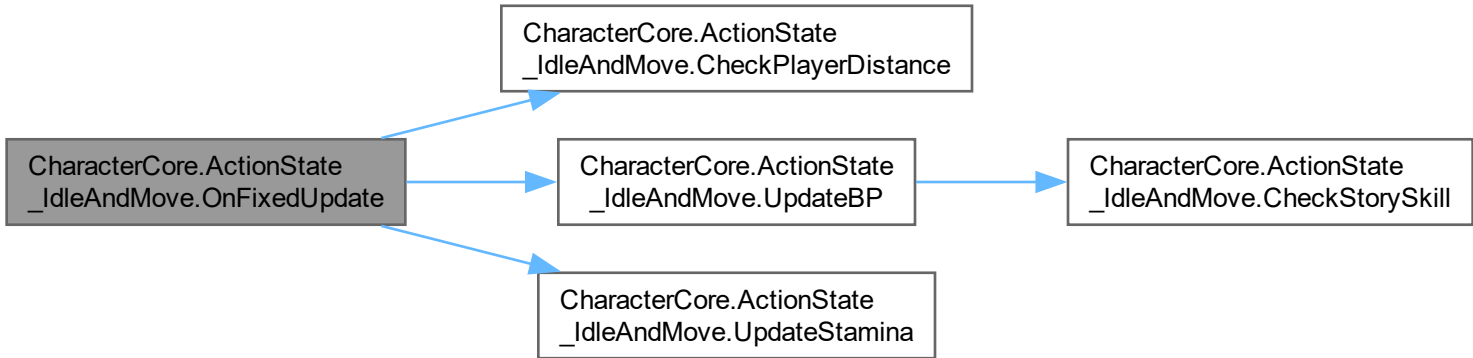 CharacterCore.ActionState
_IdleAndMove.OnFixedUpdate
CharacterCore.ActionState
_IdleAndMove.CheckPlayerDistance
CharacterCore.ActionState
_IdleAndMove.UpdateBP
CharacterCore.ActionState
_IdleAndMove.CheckStorySkill
CharacterCore.ActionState
_IdleAndMove.UpdateStamina